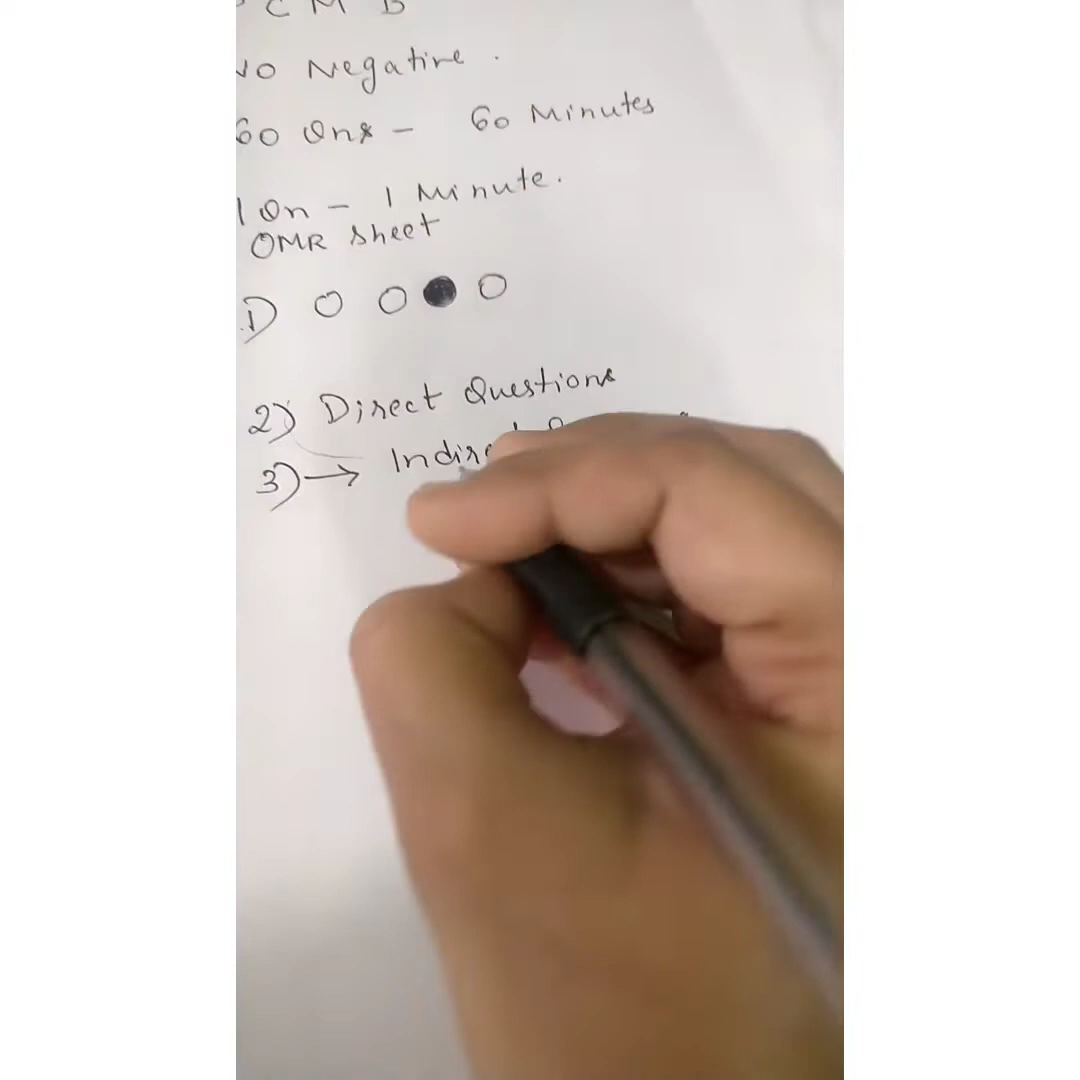 C M B
No Negative.
60 Qns - 60 Minutes
1 Qn - 1 Minute.
OMR sheet
1)
2) Direct Questions
3) →